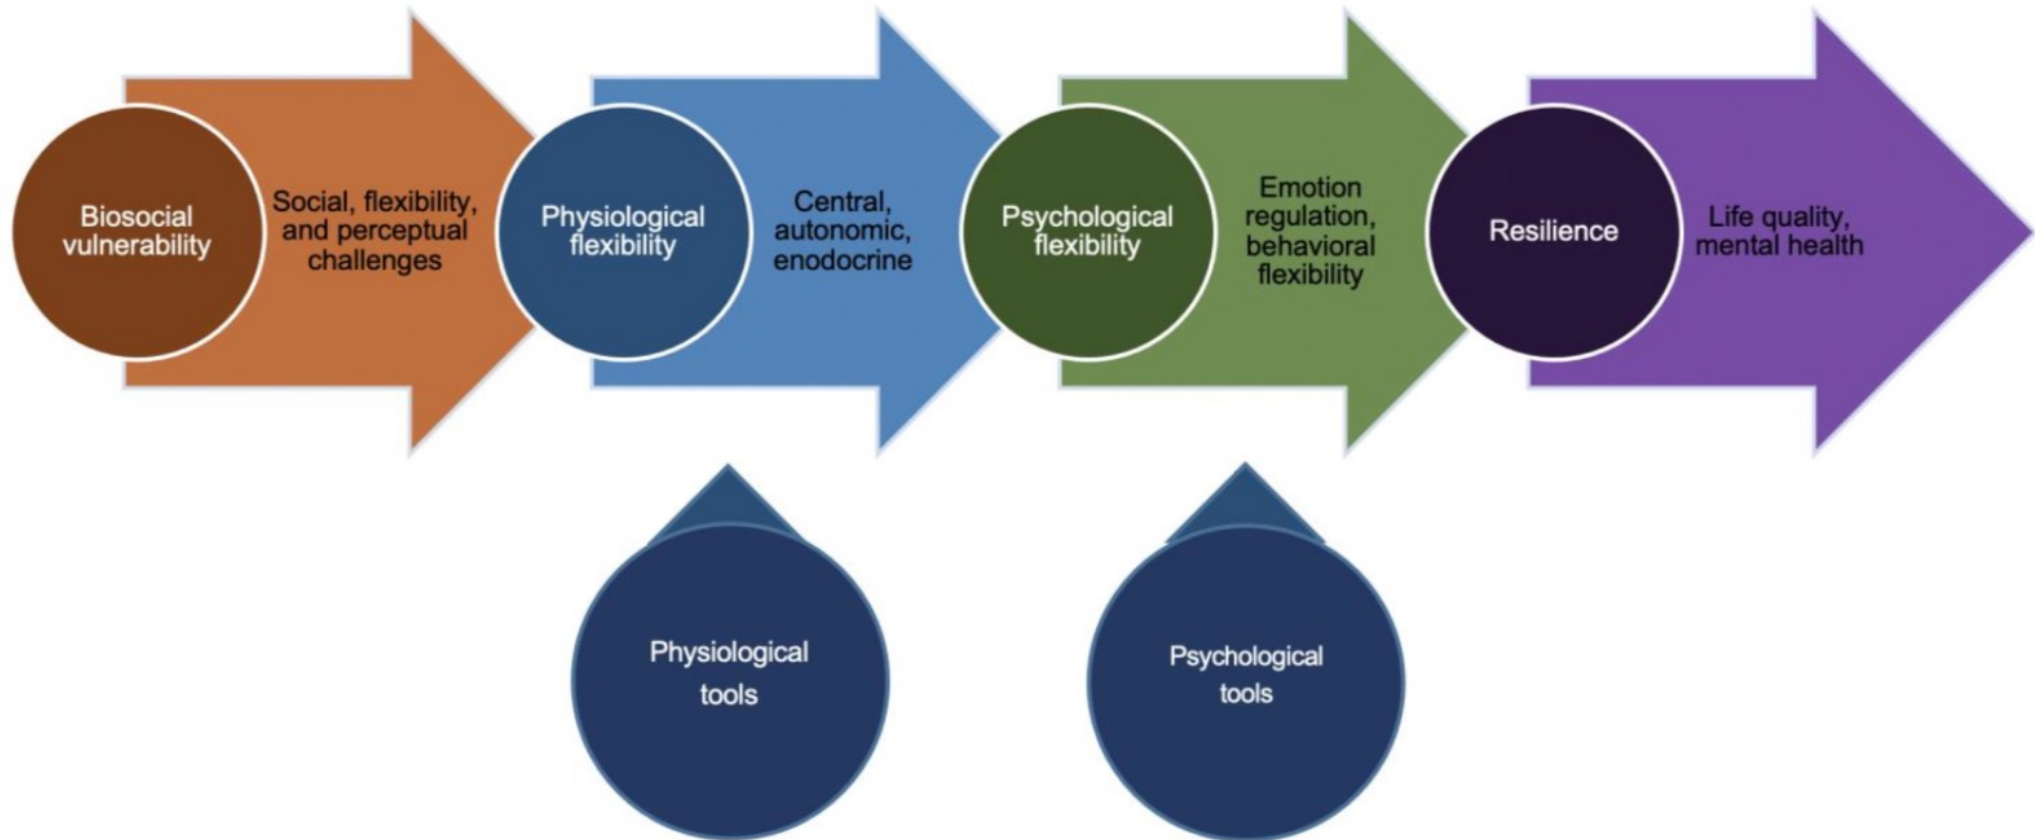 Biosocial
vulnerability
Social, flexibility,
and perceptual
challenges
Physiological
flexibility
Central,
autonomic,
enodocrine
Psychological
flexibility
Emotion
regulation,
behavioral
flexibility
Resilience
Life quality,
mental health
Physiological
tools
Psychological
tools